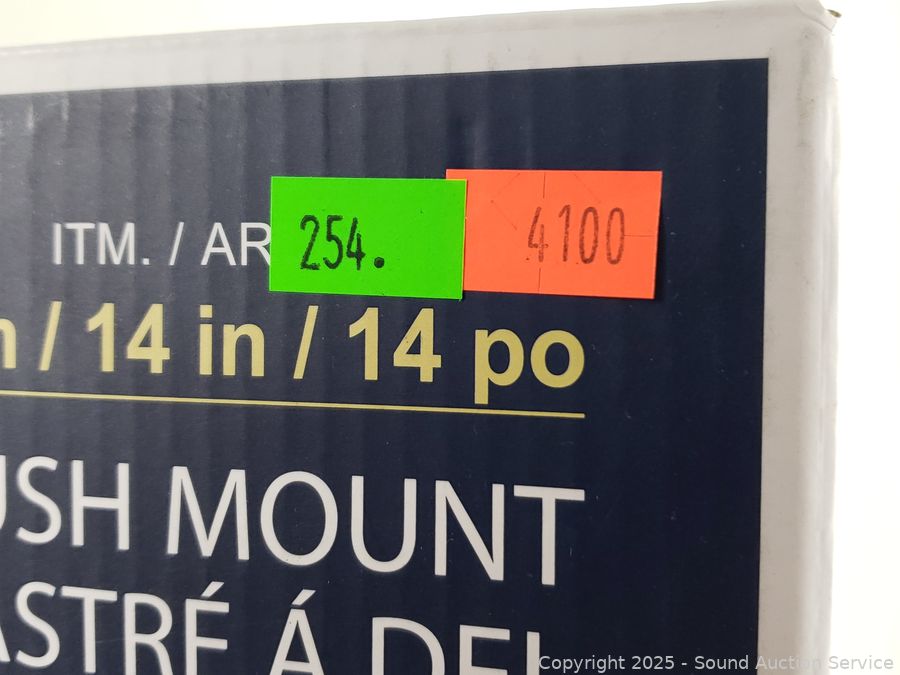 ITM. / AR
254.
4100
/ 14 in / 14 po
USH MOUNT
ASTRÉ Á DEL
Copyright 2025 - Sound Auction Service